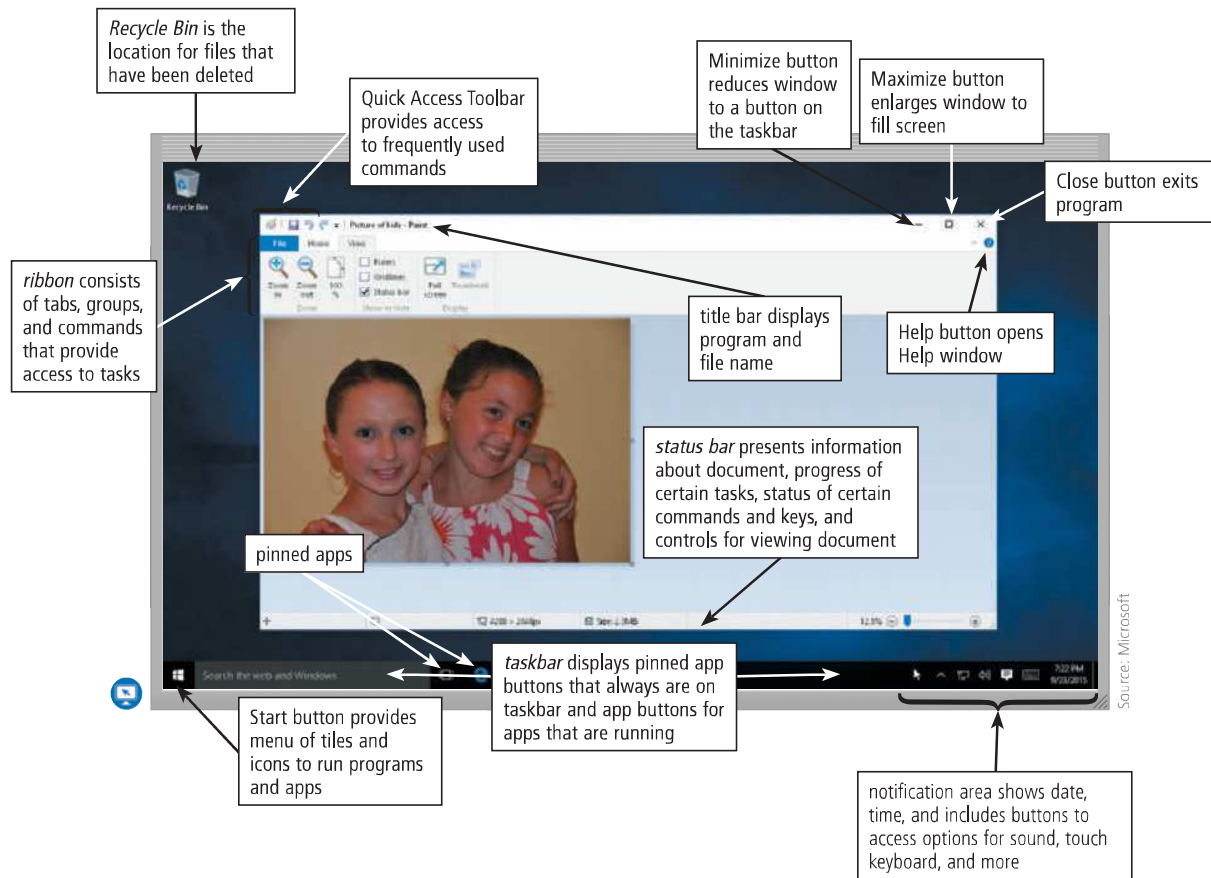 Recycle Bin is the
location for files that
have been deleted
Quick Access Toolbar
provides access
to frequently used
commands
Minimize button
reduces window
to a button on
the taskbar
Maximize button
enlarges window to
fill screen
Close button exits
program
Recycle Bin
Picture of kids - Paint
File Home View
ribbon consists
of tabs, groups,
and commands
that provide
access to tasks
Zoom in
Zoom out
100 %
Rulers
Gridlines
Status bar
Full screen
Thumbnail
Zoom
Show or hide
Display
title bar displays
program and
file name
Help button opens
Help window
status bar presents information
about document, progress of
certain tasks, status of certain
commands and keys, and
controls for viewing document
pinned apps
Search the web and Windows
taskbar displays pinned app
buttons that always are on
taskbar and app buttons for
apps that are running
7:22 PM
9/23/2015
Start button provides
menu of tiles and
icons to run programs
and apps
notification area shows date,
time, and includes buttons to
access options for sound, touch
keyboard, and more
Source: Microsoft